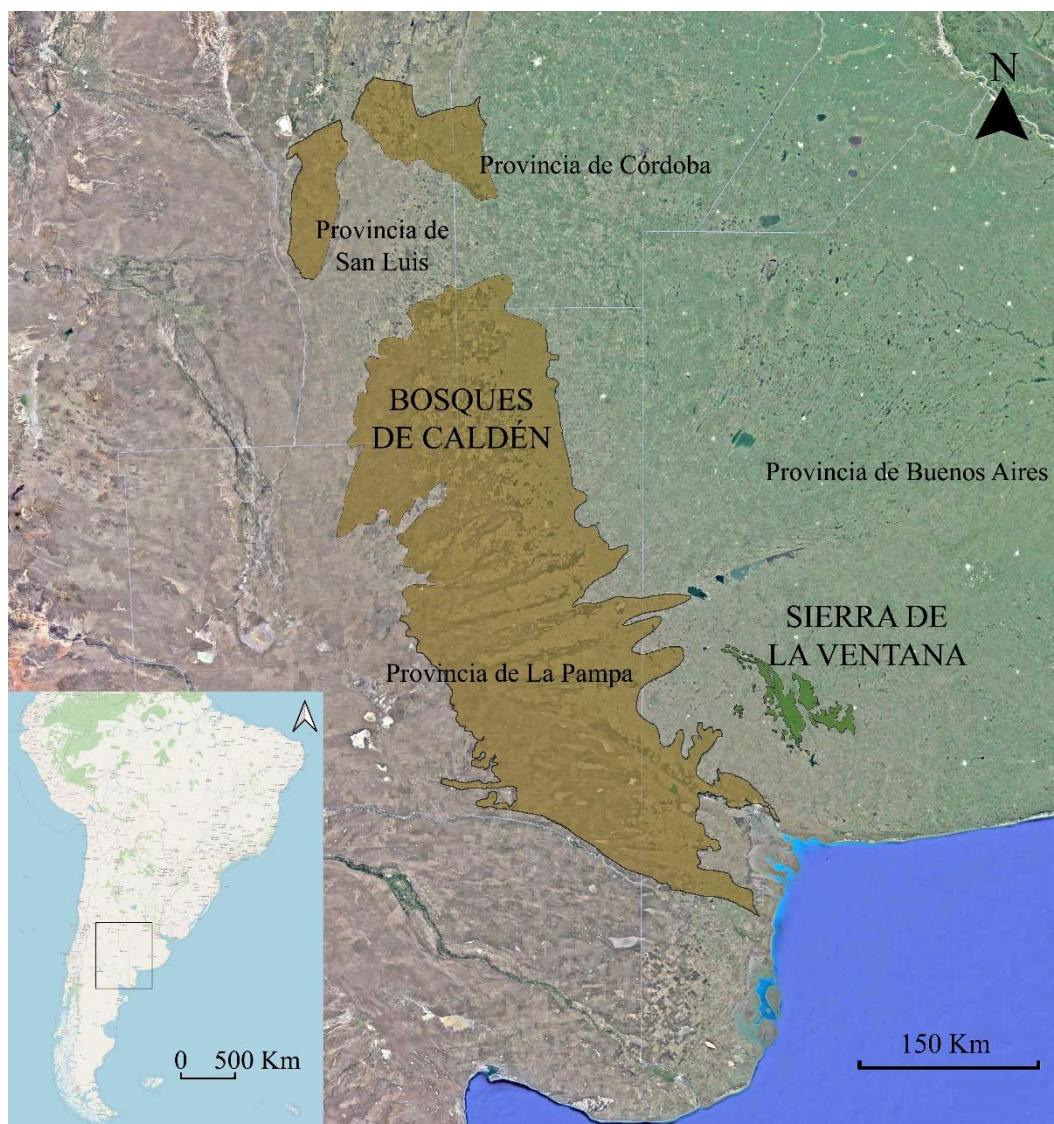 N
Provincia de Córdoba
Provincia de
San Luis
BOSQUES
DE CALDÉN
Provincia de Buenos Aires
SIERRA DE
LA VENTANA
Provincia de La Pampa
0 500 Km
150 Km